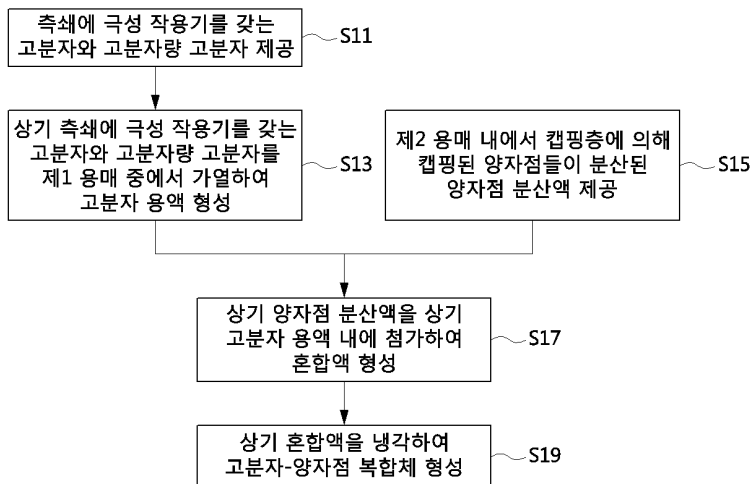 측쇄에 극성 작용기를 갖는
고분자와 고분자량 고분자 제공
S11
상기 측쇄에 극성 작용기를 갖는
고분자와 고분자량 고분자를
제1 용매 중에서 가열하여
고분자 용액 형성
S13
제2 용매 내에서 캡핑층에 의해
캡핑된 양자점들이 분산된
양자점 분산액 제공
S15
상기 양자점 분산액을 상기
고분자 용액 내에 첨가하여
혼합액 형성
S17
상기 혼합액을 냉각하여
고분자-양자점 복합체 형성
S19